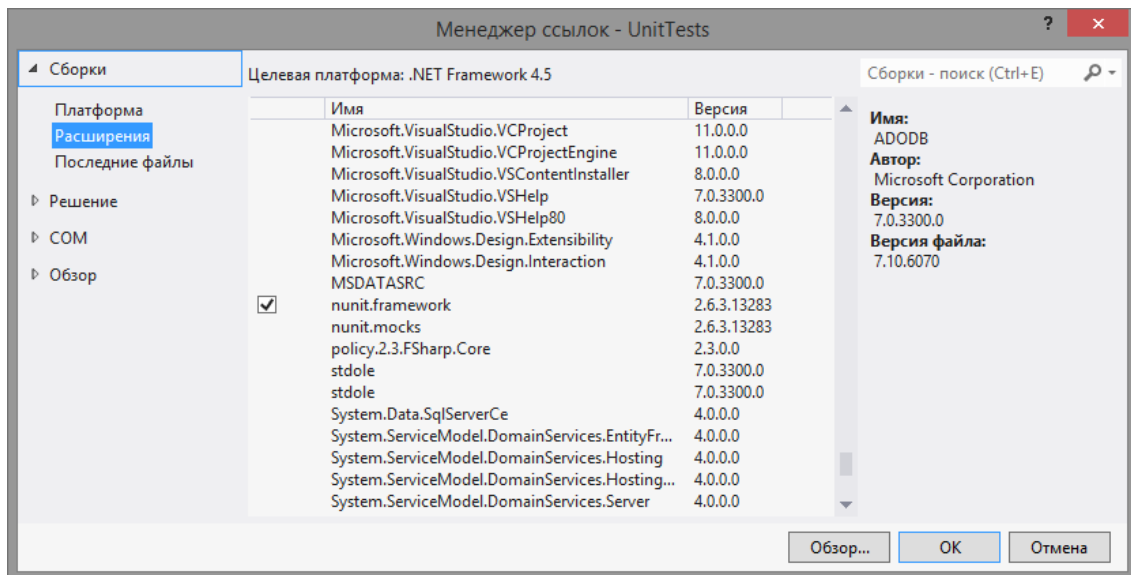 Менеджер ссылок - UnitTests
?
Сборки
Платформа
Расширения
Последние файлы
Решение
COM
Обзор
Целевая платформа: .NET Framework 4.5
Имя Версия
Microsoft.VisualStudio.VCProject 11.0.0.0
Microsoft.VisualStudio.VCProjectEngine 11.0.0.0
Microsoft.VisualStudio.VSContentInstaller 8.0.0.0
Microsoft.VisualStudio.VSHelp 7.0.3300.0
Microsoft.VisualStudio.VSHelp80 8.0.0.0
Microsoft.Windows.Design.Extensibility 4.1.0.0
Microsoft.Windows.Design.Interaction 4.1.0.0
MSDATASRC 7.0.3300.0
nunit.framework 2.6.3.13283
nunit.mocks 2.6.3.13283
policy.2.3.FSharp.Core 2.3.0.0
stdole 7.0.3300.0
stdole 7.0.3300.0
System.Data.SqlServerCe 4.0.0.0
System.ServiceModel.DomainServices.EntityFr... 4.0.0.0
System.ServiceModel.DomainServices.Hosting 4.0.0.0
System.ServiceModel.DomainServices.Hosting... 4.0.0.0
System.ServiceModel.DomainServices.Server 4.0.0.0
Сборки - поиск (Ctrl+E)
Имя:
ADODB
Автор:
Microsoft Corporation
Версия:
7.0.3300.0
Версия файла:
7.10.6070
Обзор... ОК Отмена